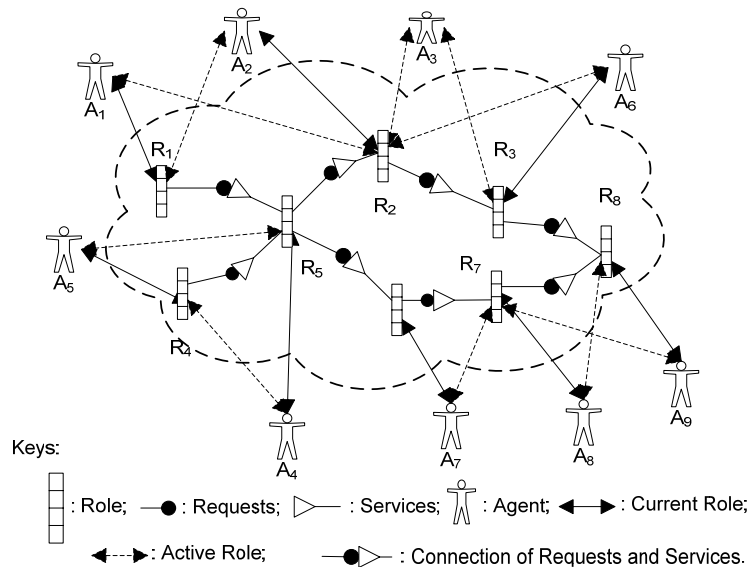 A2
A3
A1
A6
R1
R3
R2
R8
A5
R5
R7
R4
A9
A4
A7
A8
Keys:
: Role; : Requests; : Services; : Agent; : Current Role;
: Active Role; : Connection of Requests and Services.